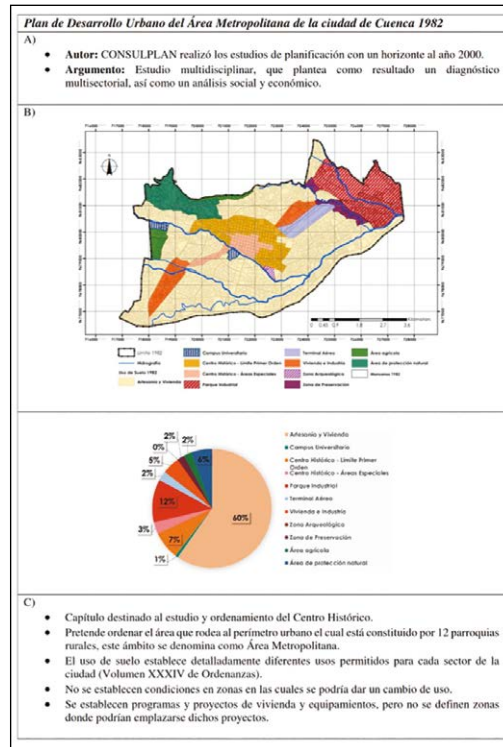 Plan de Desarrollo Urbano del Área Metropolitana de la ciudad de Cuenca 1982
A)
• Autor: CONSULPLAN realizó los estudios de planificación con un horizonte al año 2000.
• Argumento: Estudio multidisciplinar, que plantea como resultado un diagnóstico
multisectorial, así como un análisis social y económico.
B)
Límite 1982
Hidrografía
Uso de Suelo 1982
Artesanía y Vivienda
Campus Universitario
Centro Histórico - Límite Primer Orden
Centro Histórico - Áreas Especiales
Parque Industrial
Terminal Aérea
Vivienda e Industria
Zona Arqueológica
Zona de Preservación
Área agrícola
Área de protección natural
Manzanas 1982
60%
1%
7%
3%
12%
2%
5%
0%
2%
2%
6%
Artesanía y Vivienda
Campus Universitario
Centro Histórico - Límite Primer
Orden
Centro Histórico - Áreas Especiales
Parque Industrial
Terminal Aérea
Vivienda e Industria
Zona Arqueológica
Zona de Preservación
Área agrícola
Área de protección natural
C)
• Capítulo destinado al estudio y ordenamiento del Centro Histórico.
• Pretende ordenar el área que rodea al perímetro urbano el cual está constituido por 12 parroquias
rurales, este ámbito se denomina como Área Metropolitana.
• El uso de suelo establece detalladamente diferentes usos permitidos para cada sector de la
ciudad (Volumen XXXIV de Ordenanzas).
• No se establecen condiciones en zonas en las cuales se podría dar un cambio de uso.
• Se establecen programas y proyectos de vivienda y equipamientos, pero no se definen zonas
donde podrían emplazarse dichos proyectos.